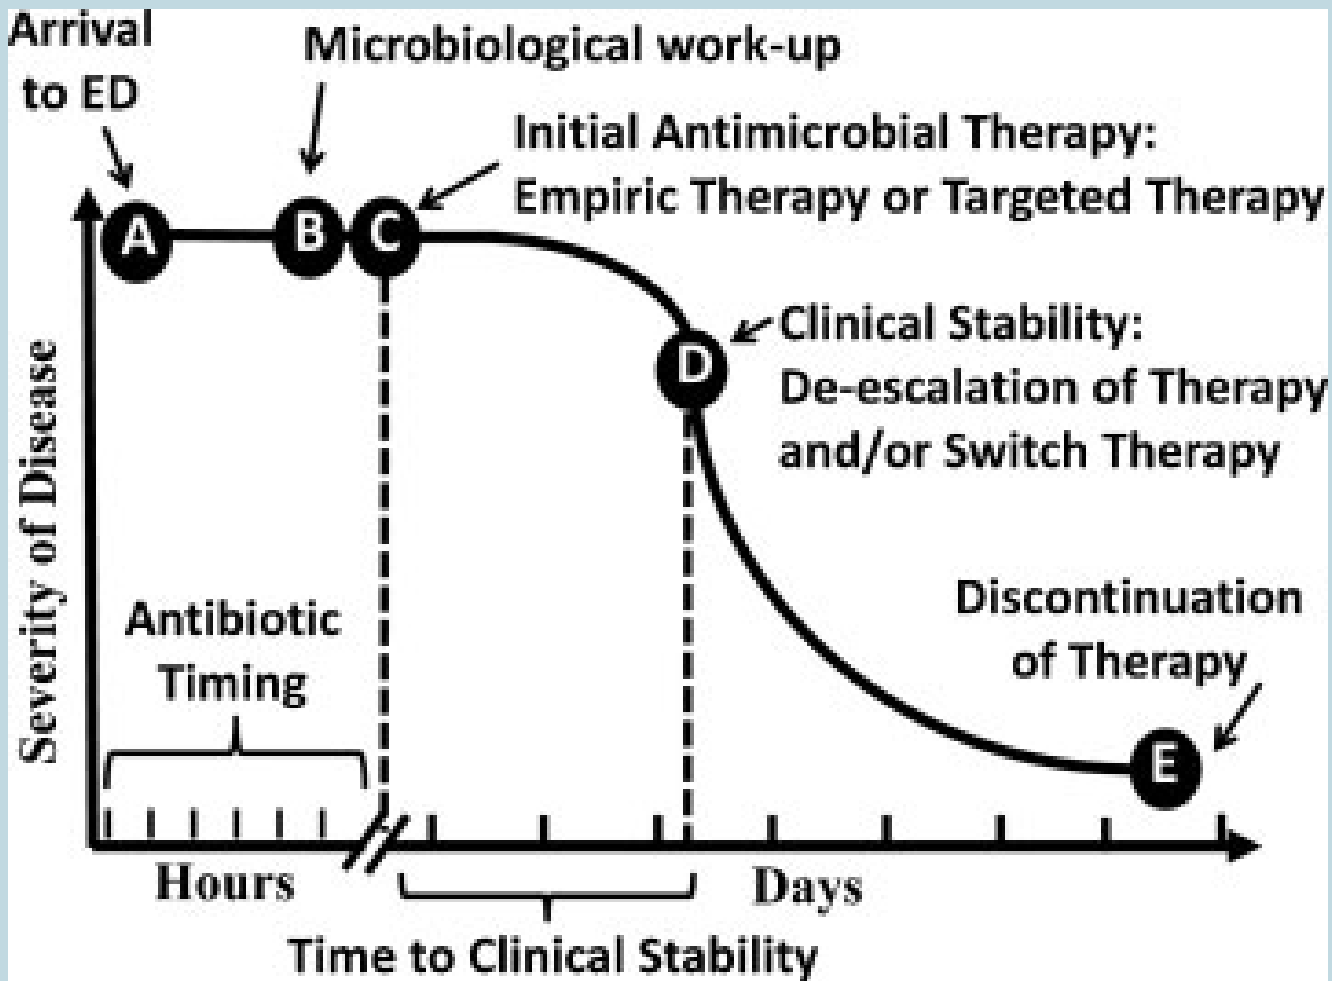 Arrival
to ED
Microbiological work-up
Initial Antimicrobial Therapy:
Empiric Therapy or Targeted Therapy
A
B
C
D
Clinical Stability:
De-escalation of Therapy
and/or Switch Therapy
Severity of Disease
Antibiotic
Timing
Discontinuation
of Therapy
E
Hours
Days
Time to Clinical Stability